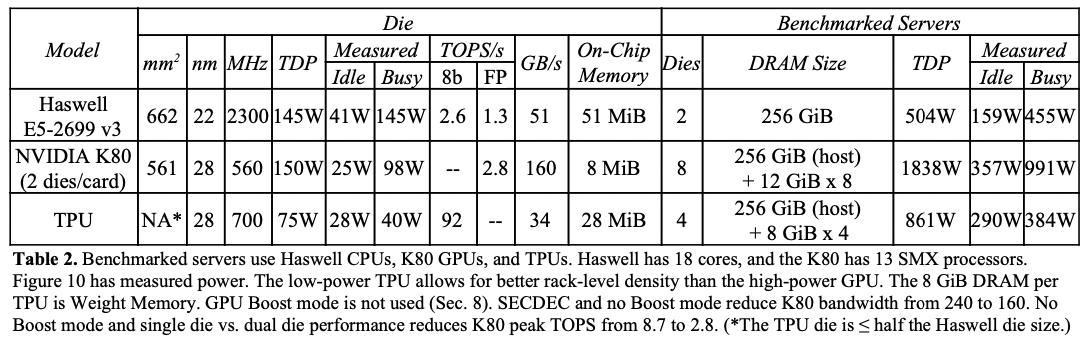 Model Die Benchmarked Servers
mm² nm MHz TDP Measured TOPS/s GB/s On-Chip Memory Dies DRAM Size TDP Measured
Idle Busy 8b FP Idle Busy
Haswell E5-2699 v3 662 22 2300 145W 41W 145W 2.6 1.3 51 51 MiB 2 256 GiB 504W 159W 455W
NVIDIA K80 (2 dies/card) 561 28 560 150W 25W 98W -- 2.8 160 8 MiB 8 256 GiB (host) + 12 GiB x 8 1838W 357W 991W
TPU NA* 28 700 75W 28W 40W 92 -- 34 28 MiB 4 256 GiB (host) + 8 GiB x 4 861W 290W 384W
Table 2. Benchmarked servers use Haswell CPUs, K80 GPUs, and TPUs. Haswell has 18 cores, and the K80 has 13 SMX processors.
Figure 10 has measured power. The low-power TPU allows for better rack-level density than the high-power GPU. The 8 GiB DRAM per
TPU is Weight Memory. GPU Boost mode is not used (Sec. 8). SECDEC and no Boost mode reduce K80 bandwidth from 240 to 160. No
Boost mode and single die vs. dual die performance reduces K80 peak TOPS from 8.7 to 2.8. (*The TPU die is ≤ half the Haswell die size.)